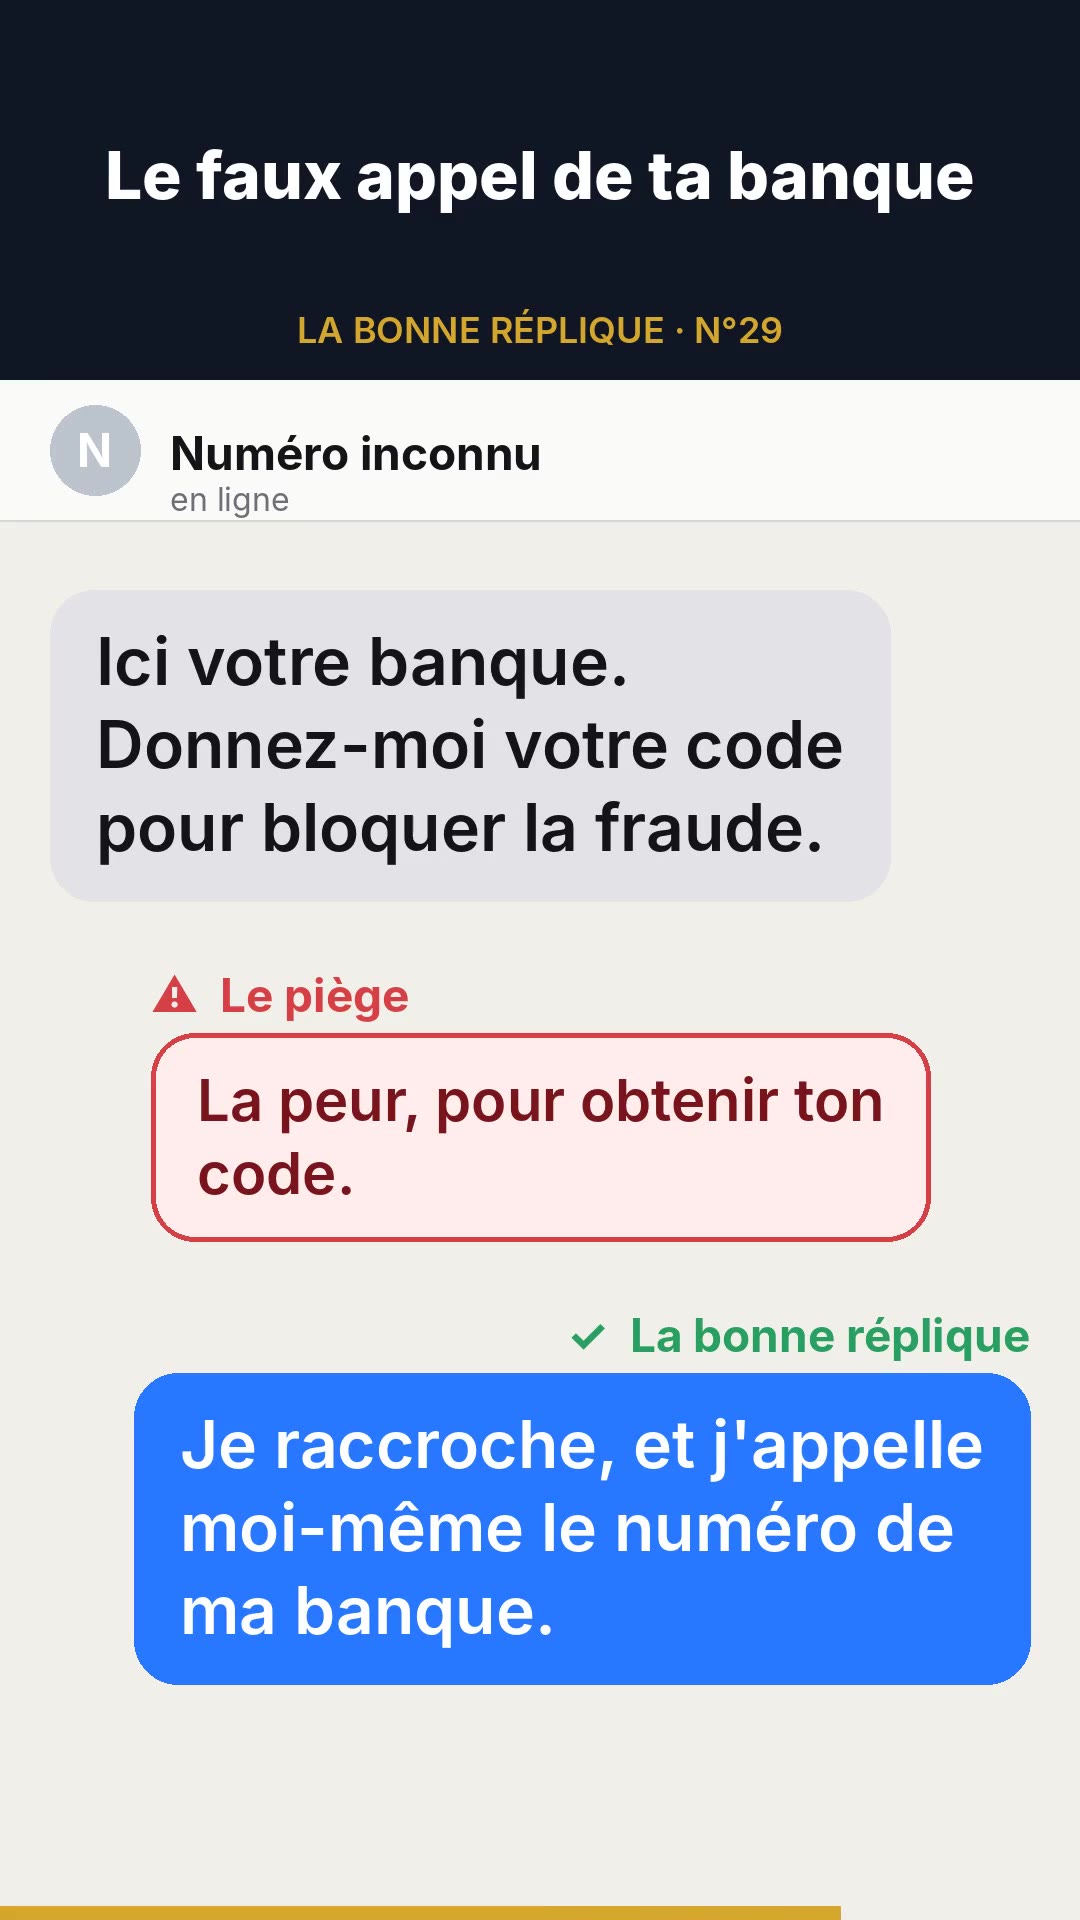 Le faux appel de ta banque
LA BONNE RÉPLIQUE · N°29
N
Numéro inconnu
en ligne
Ici votre banque.
Donnez-moi votre code
pour bloquer la fraude.
Le piège
La peur, pour obtenir ton
code.
La bonne réplique
Je raccroche, et j'appelle
moi-même le numéro de
ma banque.